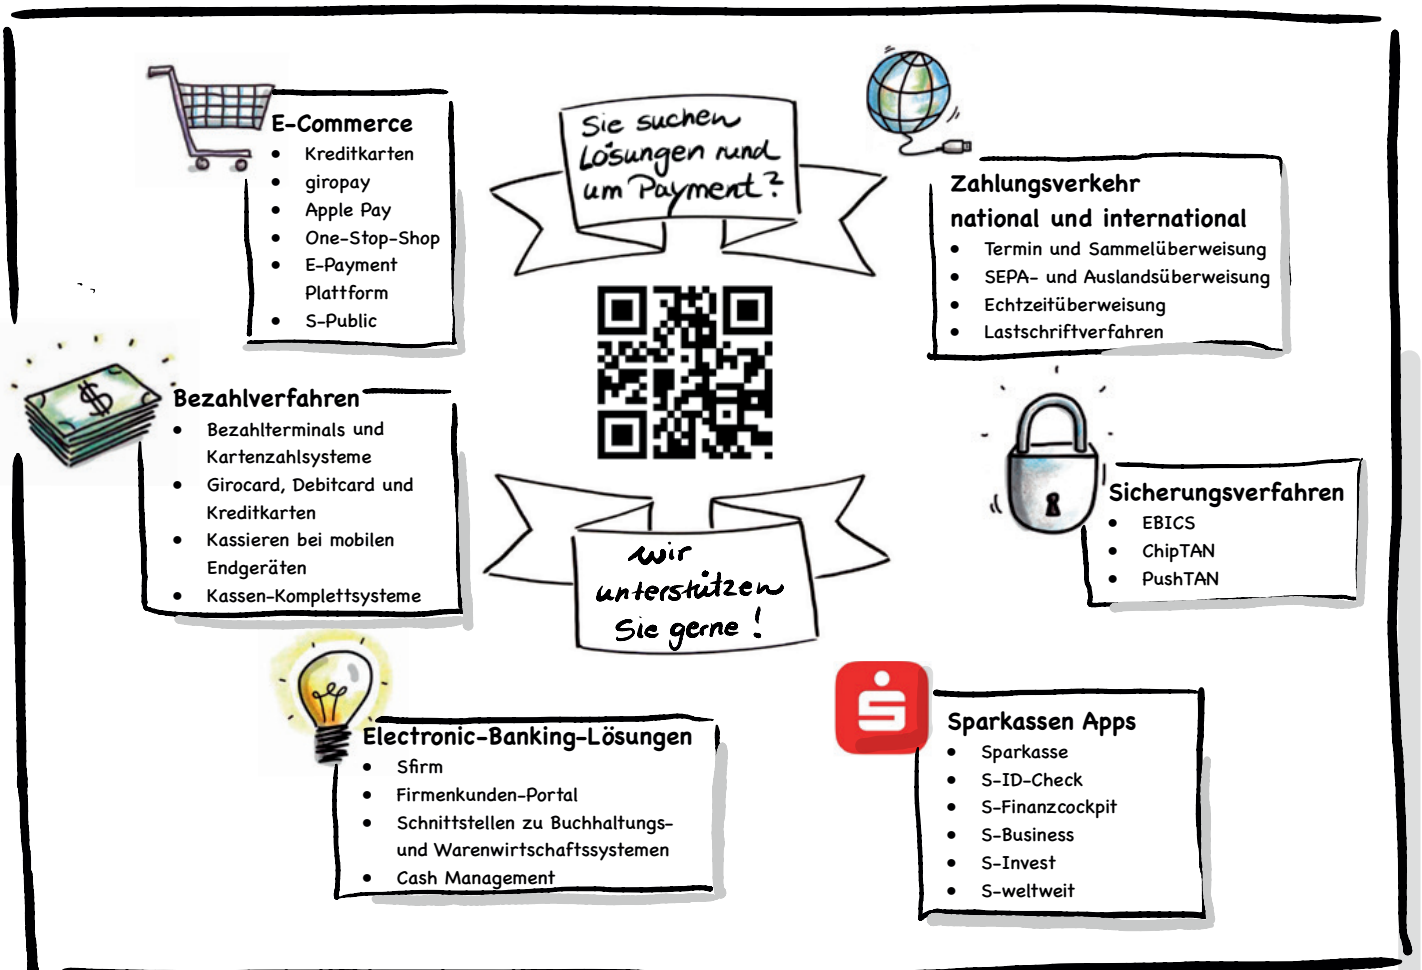 E-Commerce
• Kreditkarten
• giropay
• Apple Pay
• One-Stop-Shop
• E-Payment
Plattform
• S-Public
Sie suchen
Lösungen rund
um Payment?
Zahlungsverkehr
national und international
• Termin und Sammelüberweisung
• SEPA- und Auslandsüberweisung
• Echtzeitüberweisung
• Lastschriftverfahren
Bezahlverfahren
• Bezahlterminals und
Kartenzahlsysteme
• Girocard, Debitcard und
Kreditkarten
• Kassieren bei mobilen
Endgeräten
• Kassen-Komplettsysteme
wir
unterstützen
Sie gerne!
Sicherungsverfahren
• EBICS
• ChipTAN
• PushTAN
Electronic-Banking-Lösungen
• Sfirm
• Firmenkunden-Portal
• Schnittstellen zu Buchhaltungs-
und Warenwirtschaftssystemen
• Cash Management
Sparkassen Apps
• Sparkasse
• S-ID-Check
• S-Finanzcockpit
• S-Business
• S-Invest
• S-weltweit